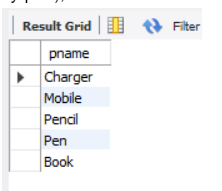 Result Grid Filter
pname
Charger
Mobile
Pencil
Pen
Book